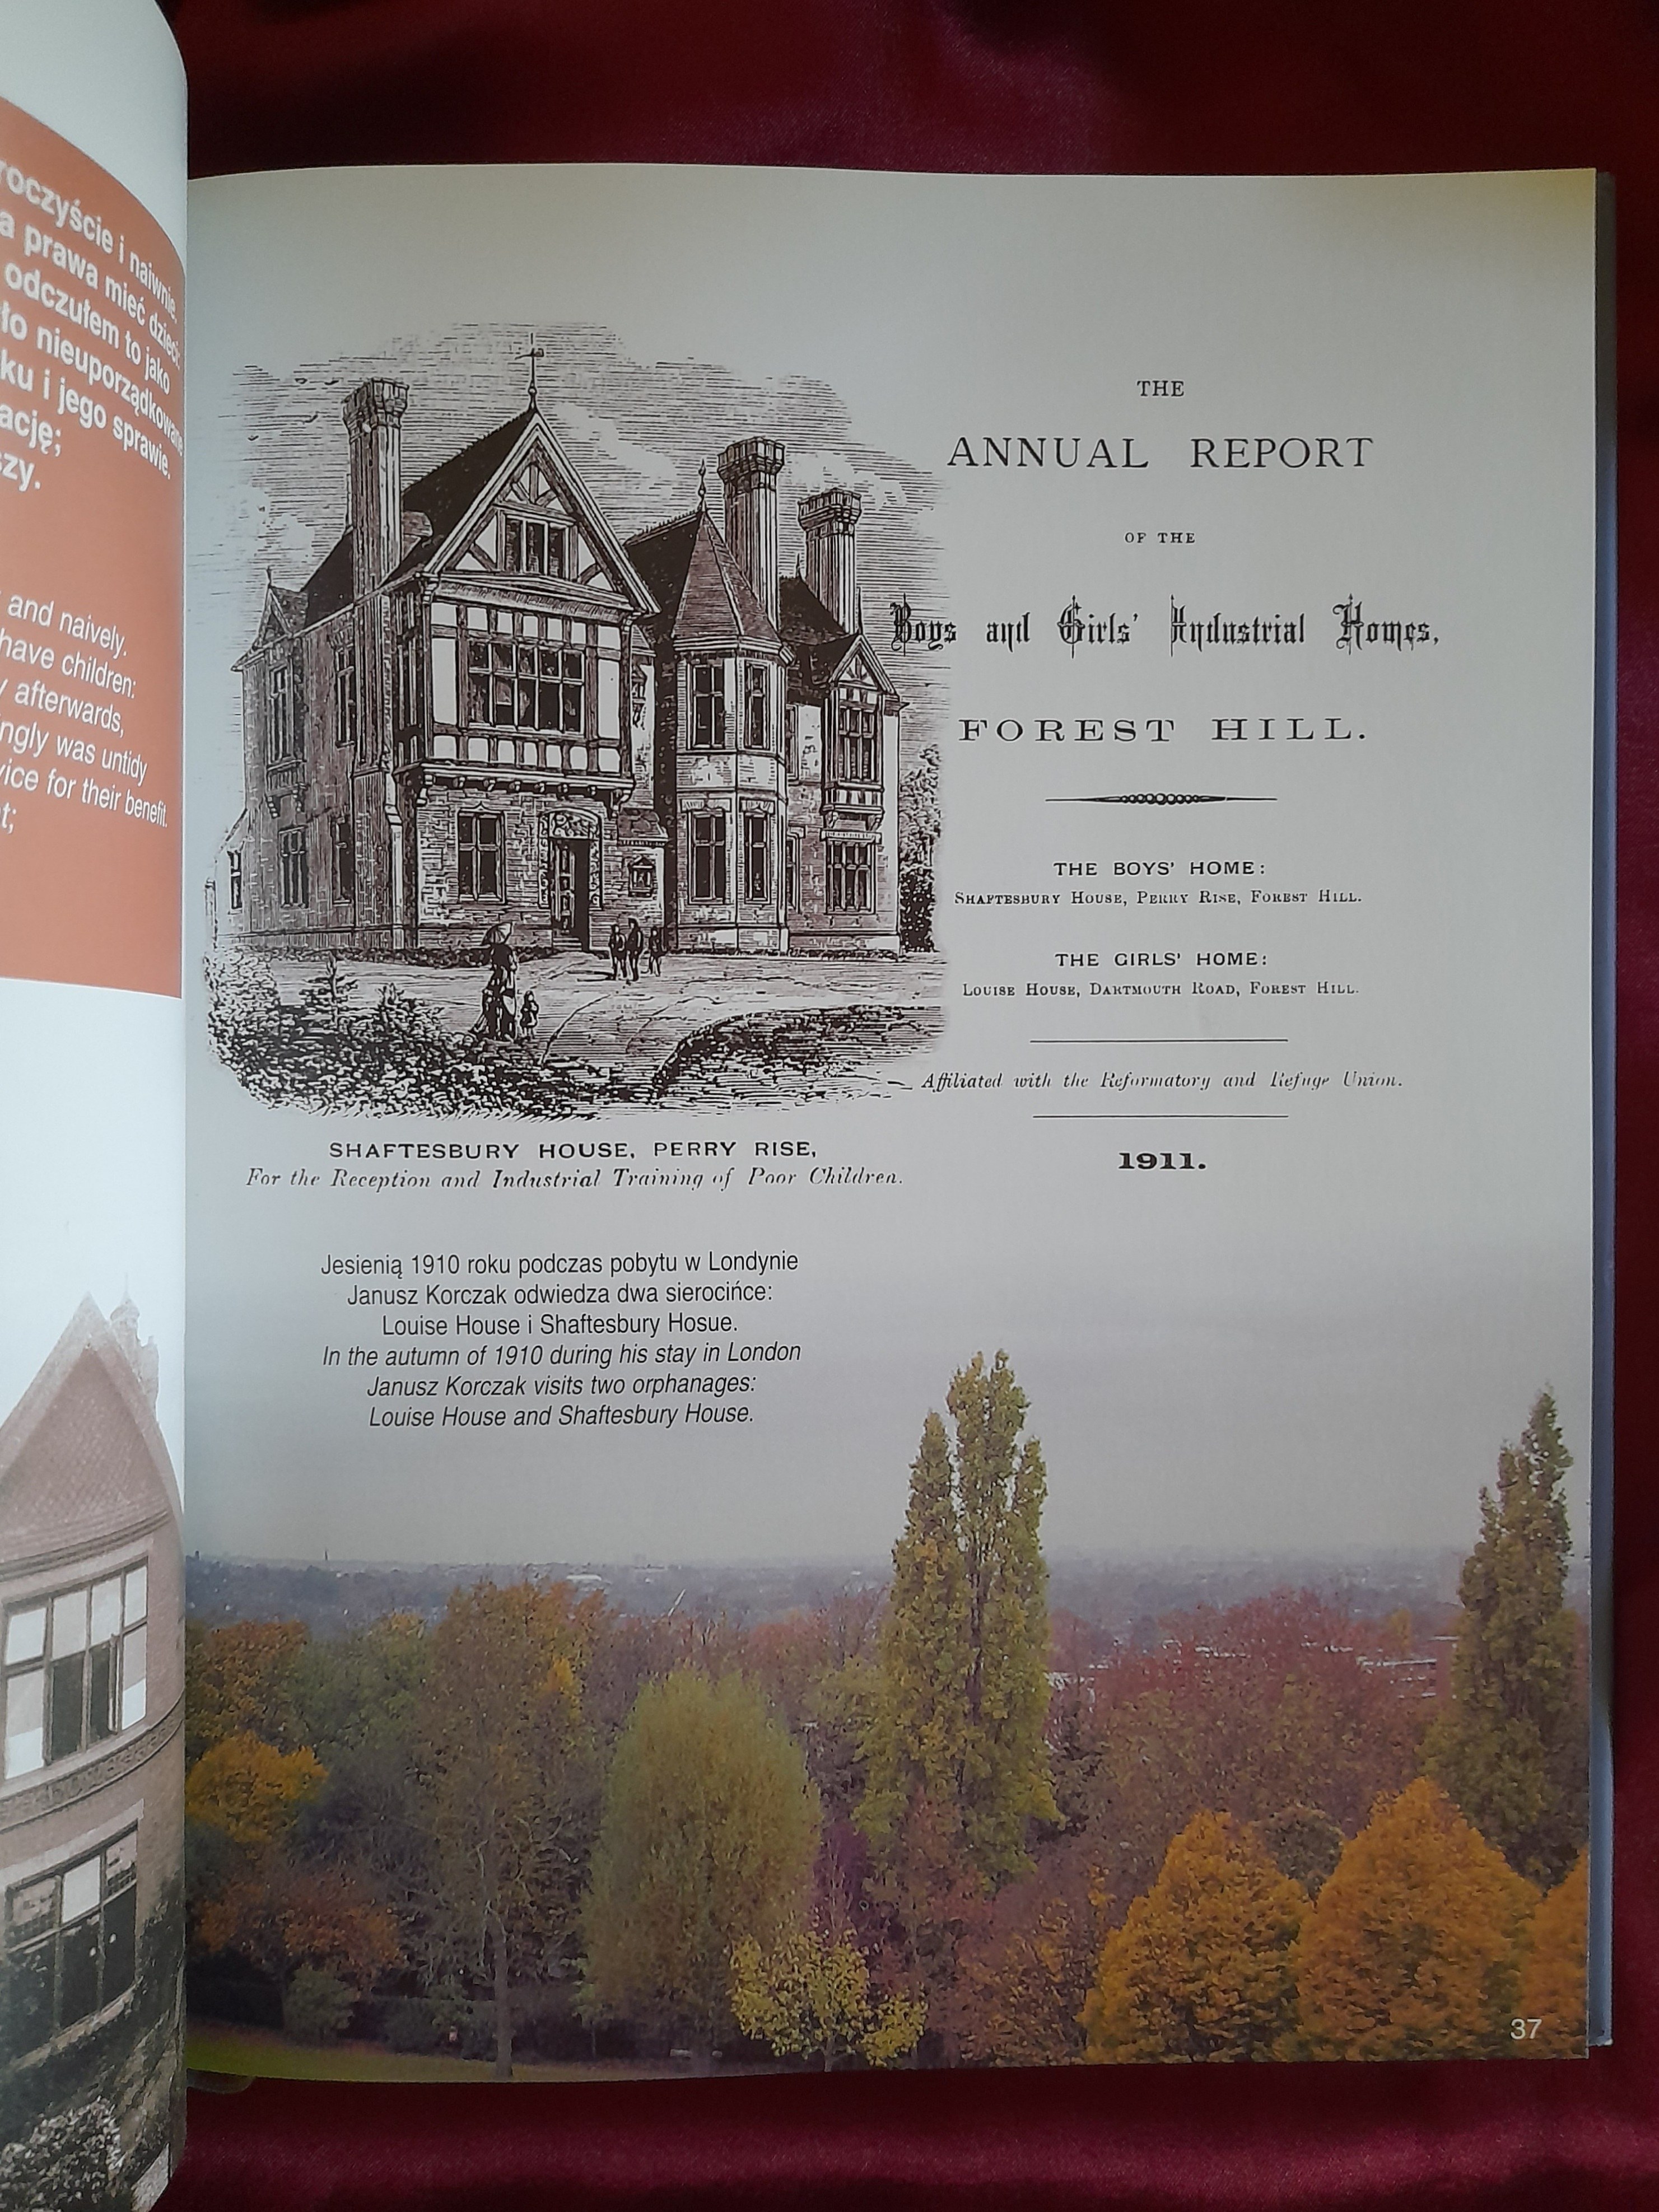 roczyście i naiwnie.
a prawa mieć dzieci:
odczułem to jako
ło nieuporządkowane
ku i jego sprawie.
ację;
szy.
and naively.
have children:
y afterwards,
ingly was untidy
vice for their benefit.
t;
THE
ANNUAL REPORT
OF THE
Boys and Girls' Industrial Homes,
FOREST HILL.
THE BOYS' HOME:
SHAFTESBURY HOUSE, PERRY RISE, FOREST HILL.
THE GIRLS' HOME:
LOUISE HOUSE, DARTMOUTH ROAD, FOREST HILL.
Affiliated with the Reformatory and Refuge Union.
1911.
SHAFTESBURY HOUSE, PERRY RISE,
For the Reception and Industrial Training of Poor Children.
Jesienią 1910 roku podczas pobytu w Londynie
Janusz Korczak odwiedza dwa sierocińce:
Louise House i Shaftesbury Hosue.
In the autumn of 1910 during his stay in London
Janusz Korczak visits two orphanages:
Louise House and Shaftesbury House.
37